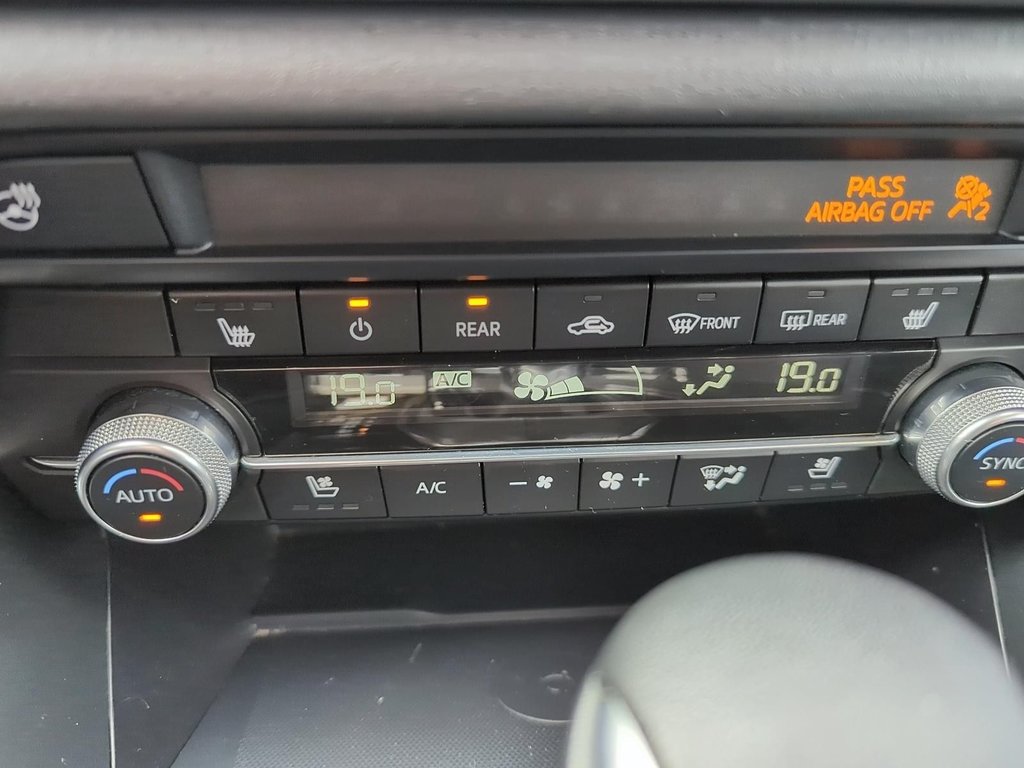 PASS
AIRBAG OFF 2
REAR
FRONT
REAR
19.0 A/C 19.0
AUTO
A/C
- +
SYNC